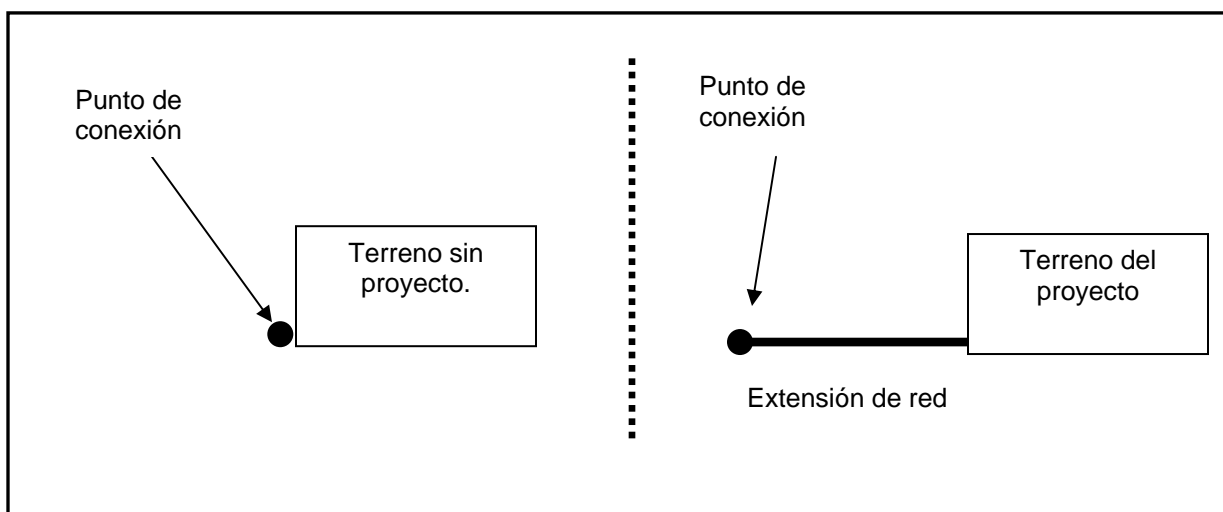 Punto de
conexión
Terreno sin
proyecto.
Punto de
conexión
Terreno del
proyecto
Extensión de red